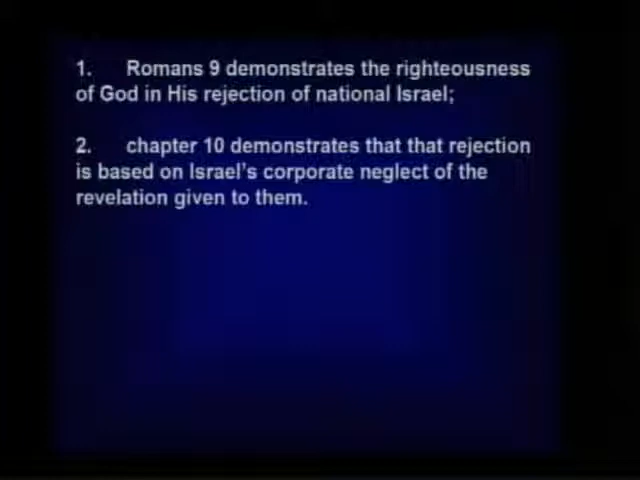 1. Romans 9 demonstrates the righteousness
of God in His rejection of national Israel;
2. chapter 10 demonstrates that that rejection
is based on Israel's corporate neglect of the
revelation given to them.